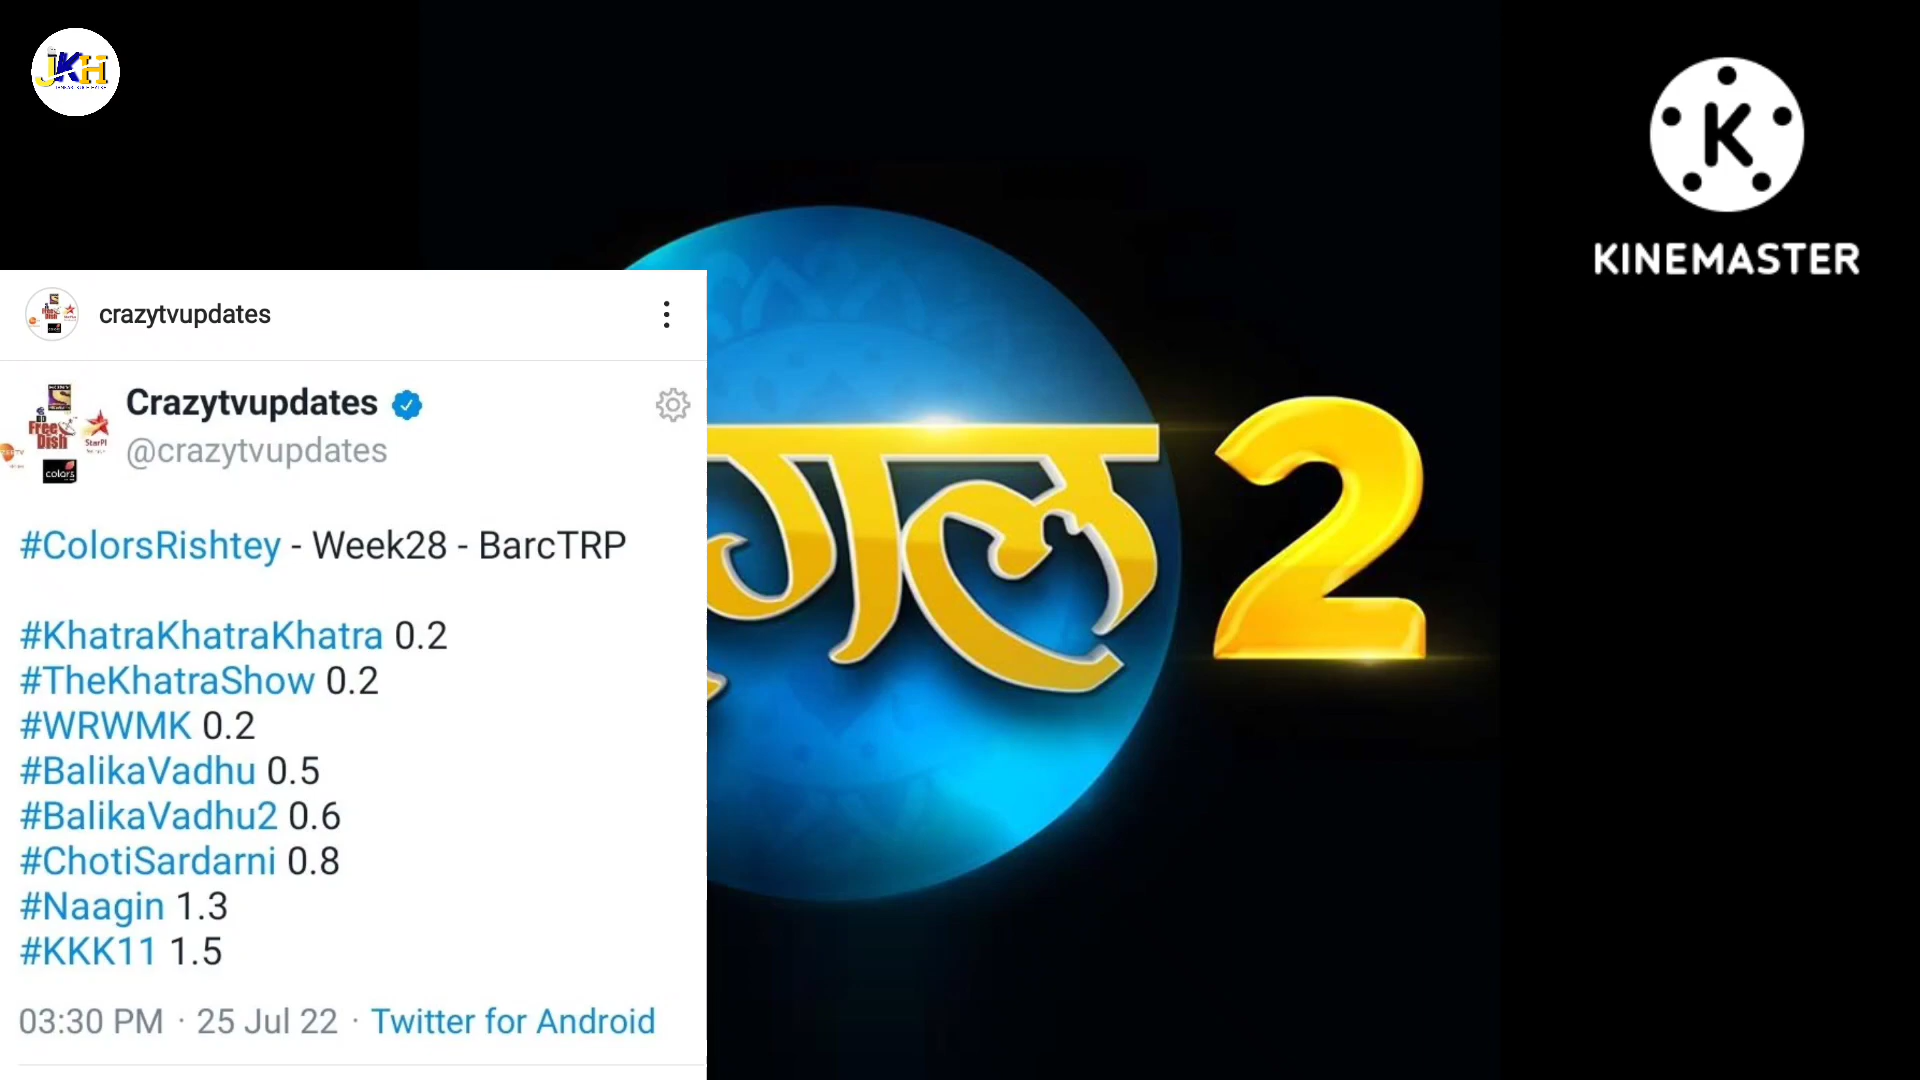 JKH
KINEMASTER
crazytvupdates
Crazytvupdates
@crazytvupdates
#ColorsRishtey - Week28 - BarcTRP
#KhatraKhatraKhatra 0.2
#TheKhatraShow 0.2
#WRWMK 0.2
#BalikaVadhu 0.5
#BalikaVadhu2 0.6
#ChotiSardarni 0.8
#Naagin 1.3
#KKK11 1.5
03:30 PM · 25 Jul 22 · Twitter for Android
2